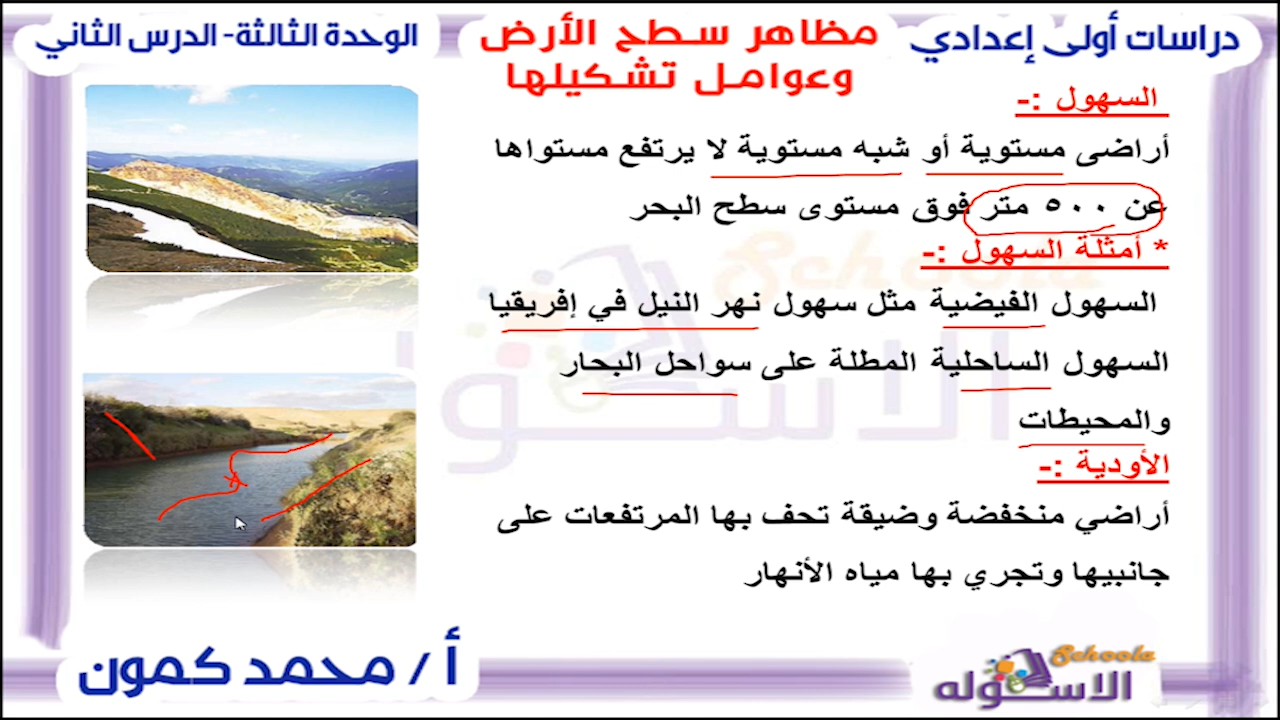 دراسات أولى إعدادي
مظاهر سطح الأرض
وعوامل تشكيلها
الوحدة الثالثة- الدرس الثاني
السهول :-
أراضى مستوية أو شبه مستوية لا يرتفع مستواها
عن ٥٠٠ متر فوق مستوى سطح البحر
* أمثلة السهول :-
السهول الفيضية مثل سهول نهر النيل في إفريقيا
السهول الساحلية المطلة على سواحل البحار
والمحيطات
الأودية :-
أراضي منخفضة وضيقة تحف بها المرتفعات على
جانبيها وتجري بها مياه الأنهار
أ / محمد كمون
Schoola
الاسكوله